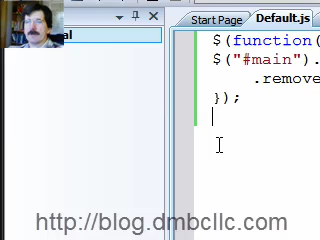 al
Start Page Default.js
$(function(
$("#main").
.remove
});
http://blog.dmbcllc.com